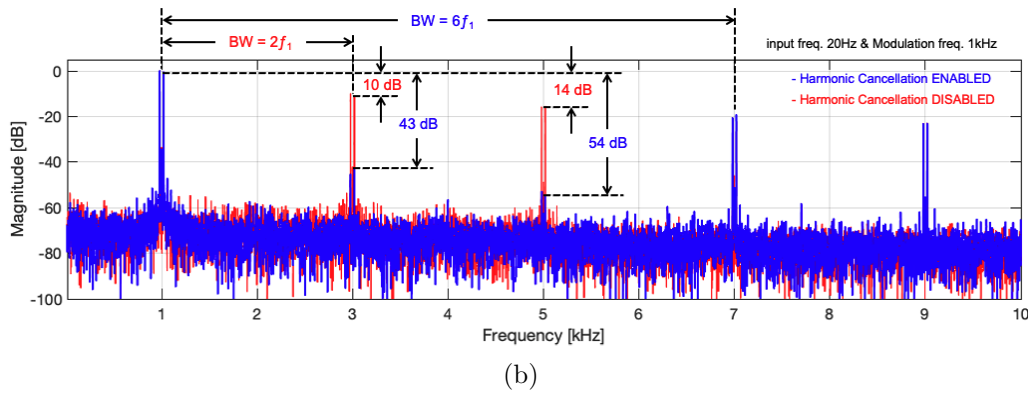 BW = 6f₁
BW = 2f₁
input freq. 20Hz & Modulation freq. 1kHz
- Harmonic Cancellation ENABLED
- Harmonic Cancellation DISABLED
10 dB
14 dB
43 dB
54 dB
Magnitude [dB]
0
-20
-40
-60
-80
-100
1 2 3 4 5 6 7 8 9 10
Frequency [kHz]
(b)